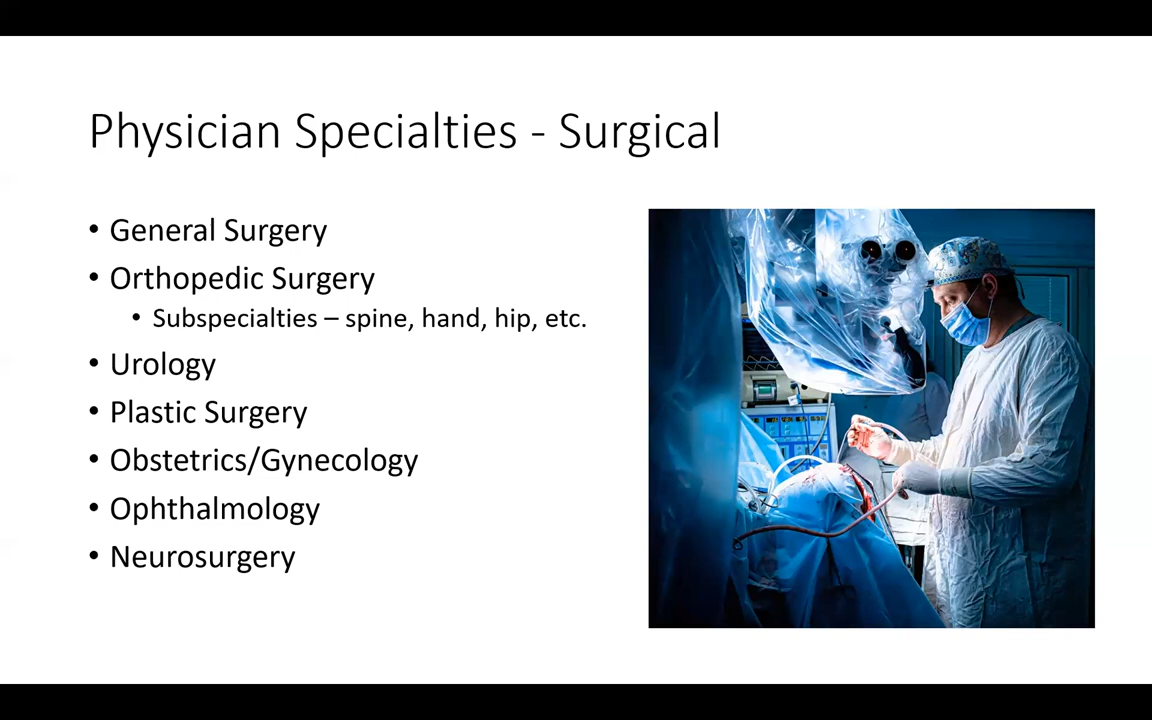 Physician Specialties - Surgical
• General Surgery
• Orthopedic Surgery
• Subspecialties – spine, hand, hip, etc.
• Urology
• Plastic Surgery
• Obstetrics/Gynecology
• Ophthalmology
• Neurosurgery